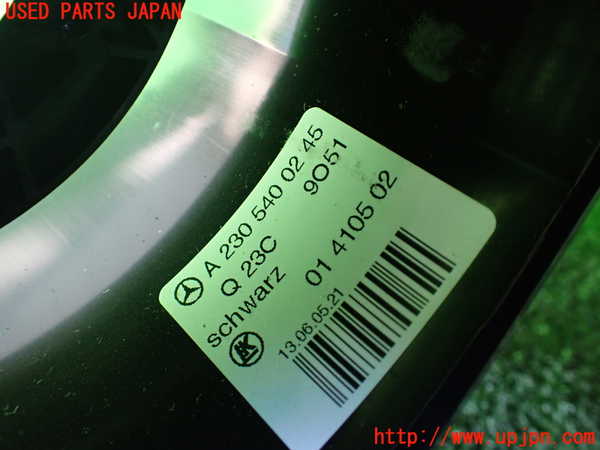 USED PARTS JAPAN
A 230 540 02 45
Q 23C 9O51
schwarz 01 4105 02
13.06.05.21
http://www.upjpn.com/